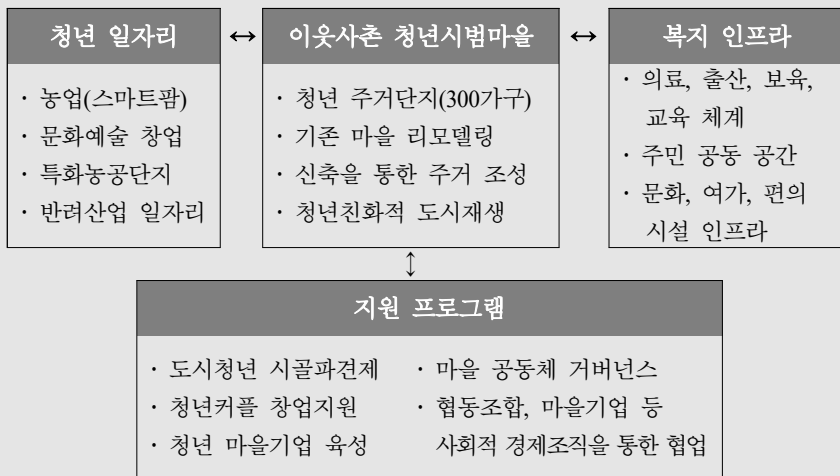 청년 일자리 ↔ 이웃사촌 청년시범마을 ↔ 복지 인프라
· 농업(스마트팜)
· 문화예술 창업
· 특화농공단지
· 반려산업 일자리
· 청년 주거단지(300가구)
· 기존 마을 리모델링
· 신축을 통한 주거 조성
· 청년친화적 도시재생
· 의료, 출산, 보육,
교육 체계
· 주민 공동 공간
· 문화, 여가, 편의
시설 인프라
↕
지원 프로그램
· 도시청년 시골파견제
· 청년커플 창업지원
· 청년 마을기업 육성
· 마을 공동체 거버넌스
· 협동조합, 마을기업 등
사회적 경제조직을 통한 협업